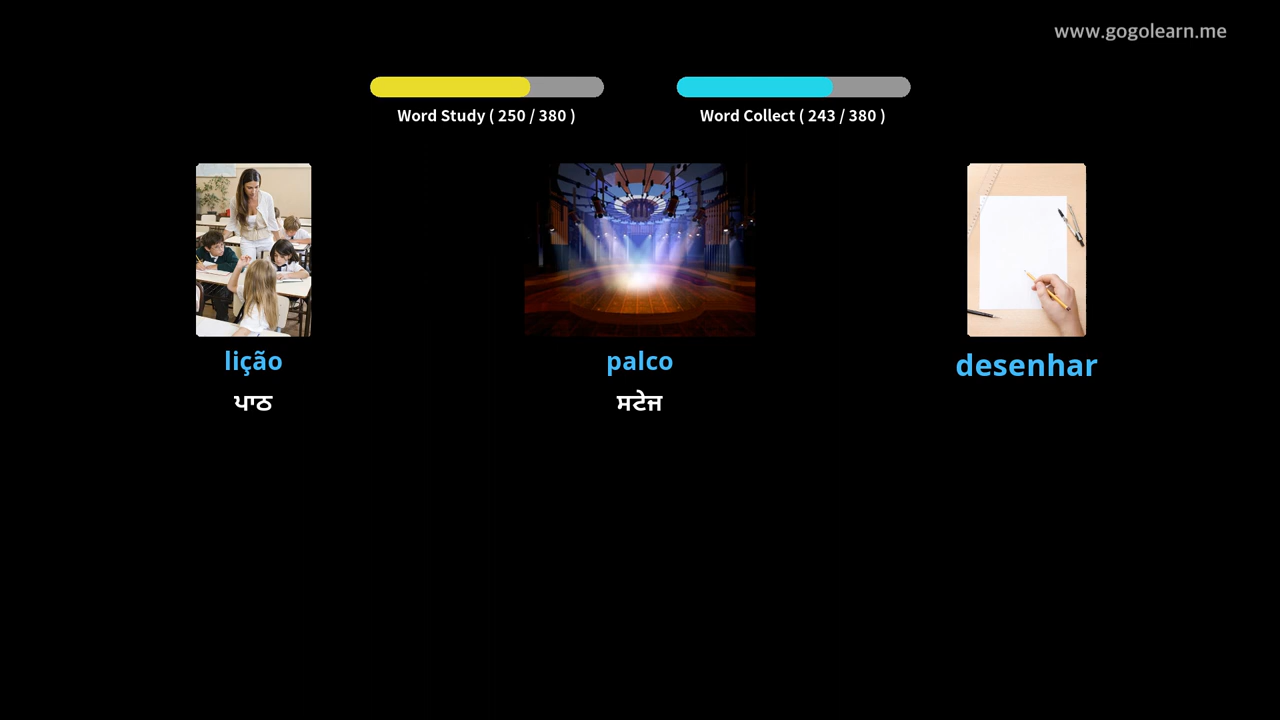 www.gogolearn.me
Word Study ( 250 / 380 )
Word Collect ( 243 / 380 )
lição
palco
desenhar
ਪਾਠ
ਸਟੇਜ